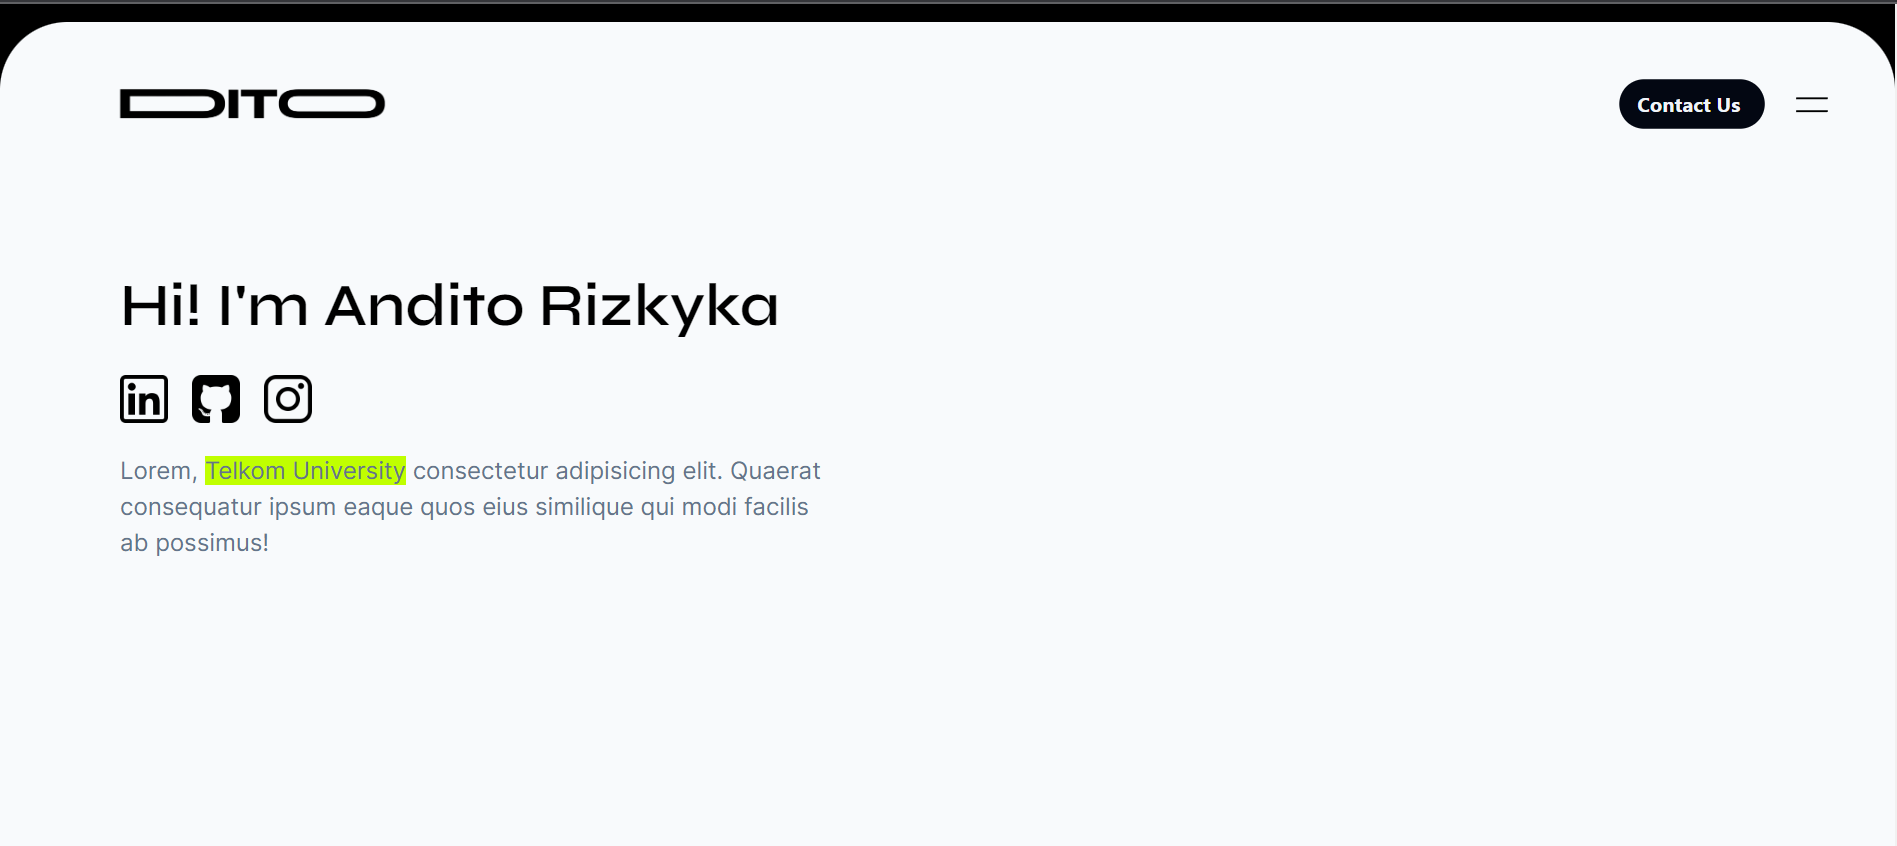 DITO
Contact Us
Hi! I'm Andito Rizkyka
in
Lorem, Telkom University consectetur adipisicing elit. Quaerat
consequatur ipsum eaque quos eius similique qui modi facilis
ab possimus!